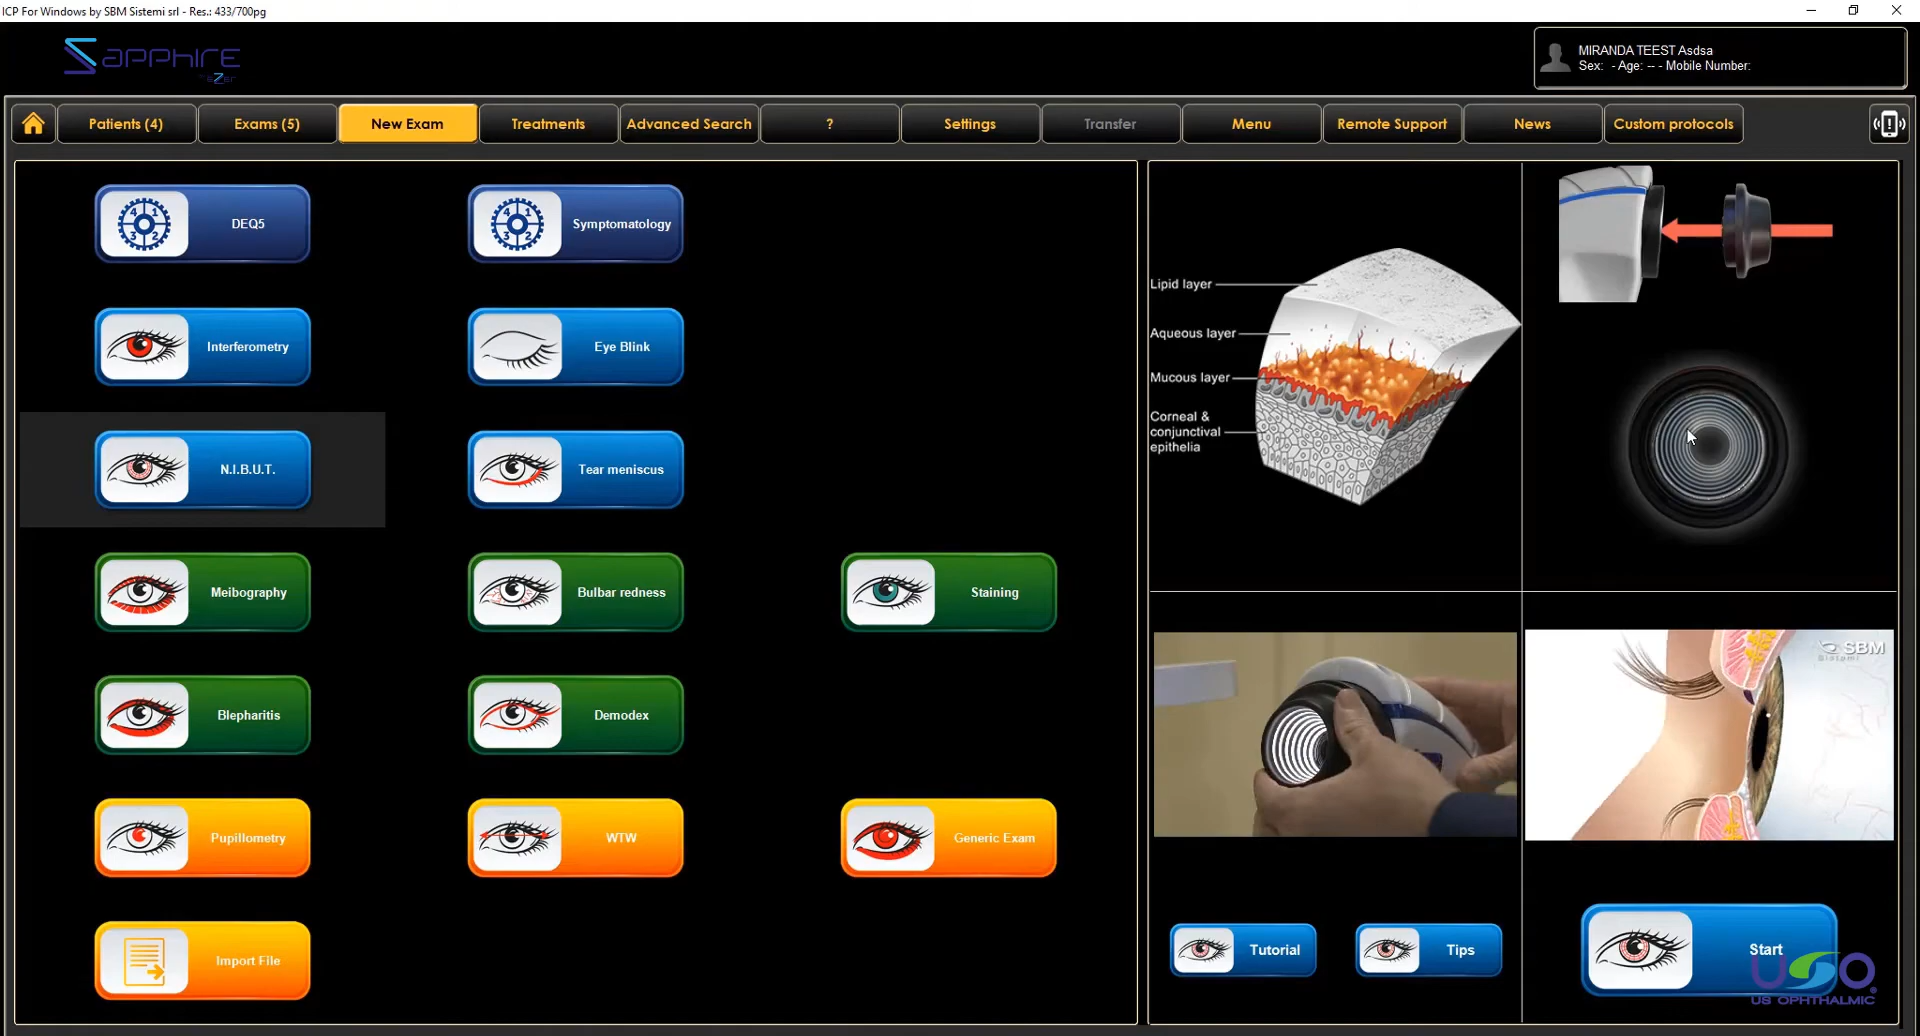 ICP For Windows by SBM Sistemi srl - Res.: 433/700pg
SAPPHIRE
MIRANDA TEEST Asdsa
Sex:   - Age: -- - Mobile Number:
Patients (4)
Exams (5)
New Exam
Treatments
Advanced Search
?
Settings
Transfer
Menu
Remote Support
News
Custom protocols
DEQ5
Symptomatology
Interferometry
Eye Blink
N.I.B.U.T.
Tear meniscus
Meibography
Bulbar redness
Staining
Blepharitis
Demodex
Pupillometry
WTW
Generic Exam
Import File
Lipid layer
Aqueous layer
Mucous layer
Corneal &
conjunctival
epithelia
SBM
Sistemi
Tutorial
Tips
Start
USO
US OPHTHALMIC